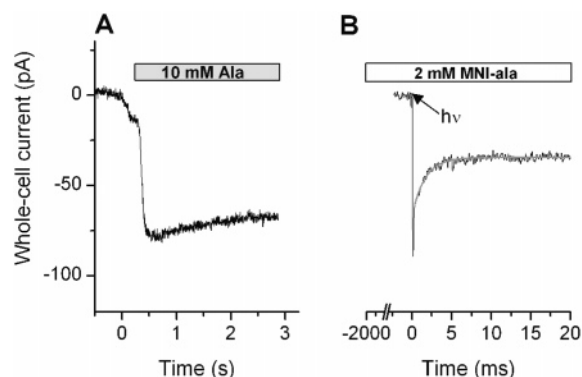 A
B
10 mM Ala
2 mM MNI-ala
hν
Whole-cell current (pA)
0
-50
-100
0 1 2 3
Time (s)
-2000 0 5 10 15 20
Time (ms)